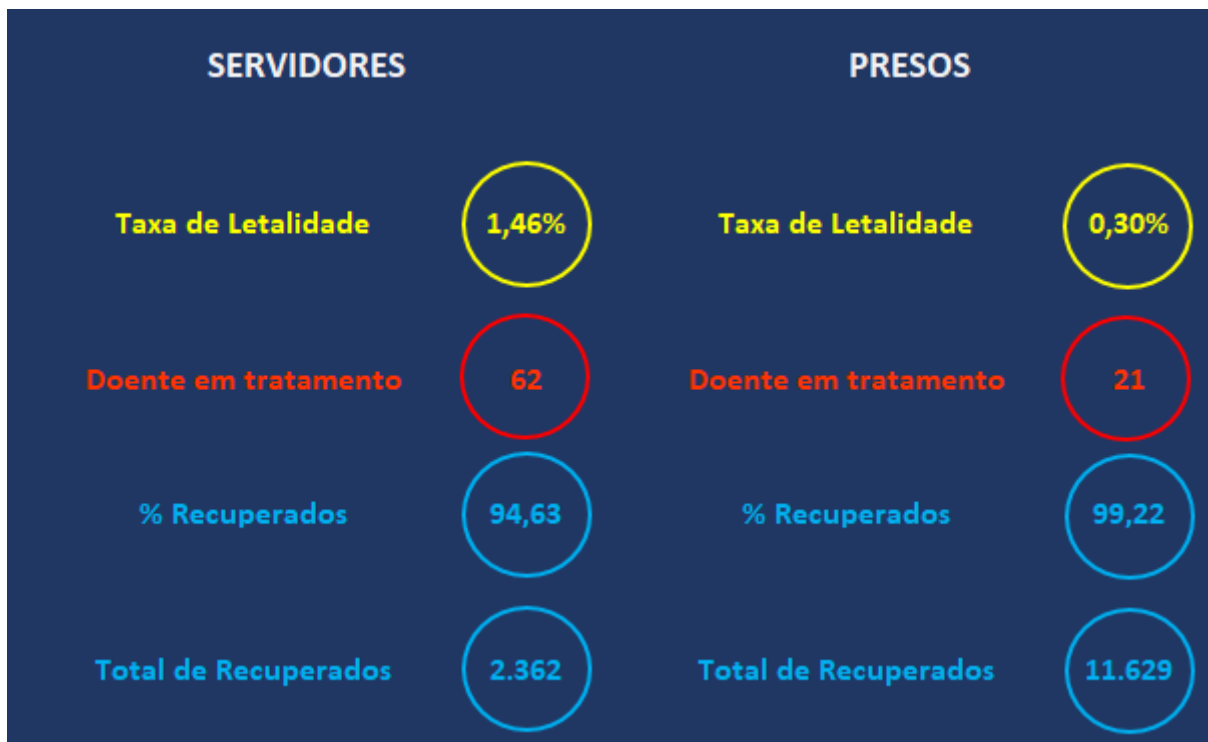 SERVIDORES
Taxa de Letalidade 1,46%
Doente em tratamento 62
% Recuperados 94,63
Total de Recuperados 2.362
PRESOS
Taxa de Letalidade 0,30%
Doente em tratamento 21
% Recuperados 99,22
Total de Recuperados 11.629